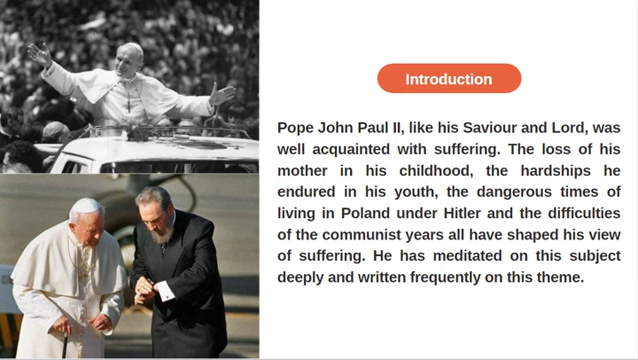 Introduction
Pope John Paul II, like his Saviour and Lord, was
well acquainted with suffering. The loss of his
mother in his childhood, the hardships he
endured in his youth, the dangerous times of
living in Poland under Hitler and the difficulties
of the communist years all have shaped his view
of suffering. He has meditated on this subject
deeply and written frequently on this theme.